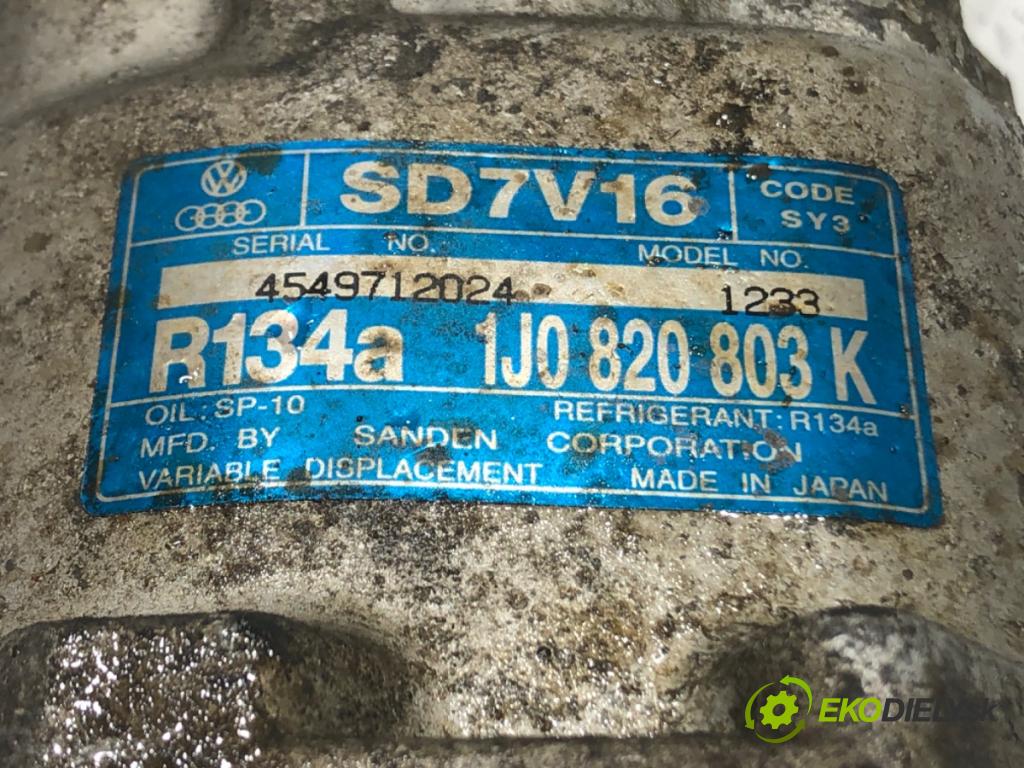 SD7V16 CODE SY3
SERIAL NO. MODEL NO.
4549712024 1233
R134a 1J0 820 803 K
OIL: SP-10 REFRIGERANT: R134a
MFD. BY SANDEN CORPORATION
VARIABLE DISPLACEMENT MADE IN JAPAN
EKODIELY.SK